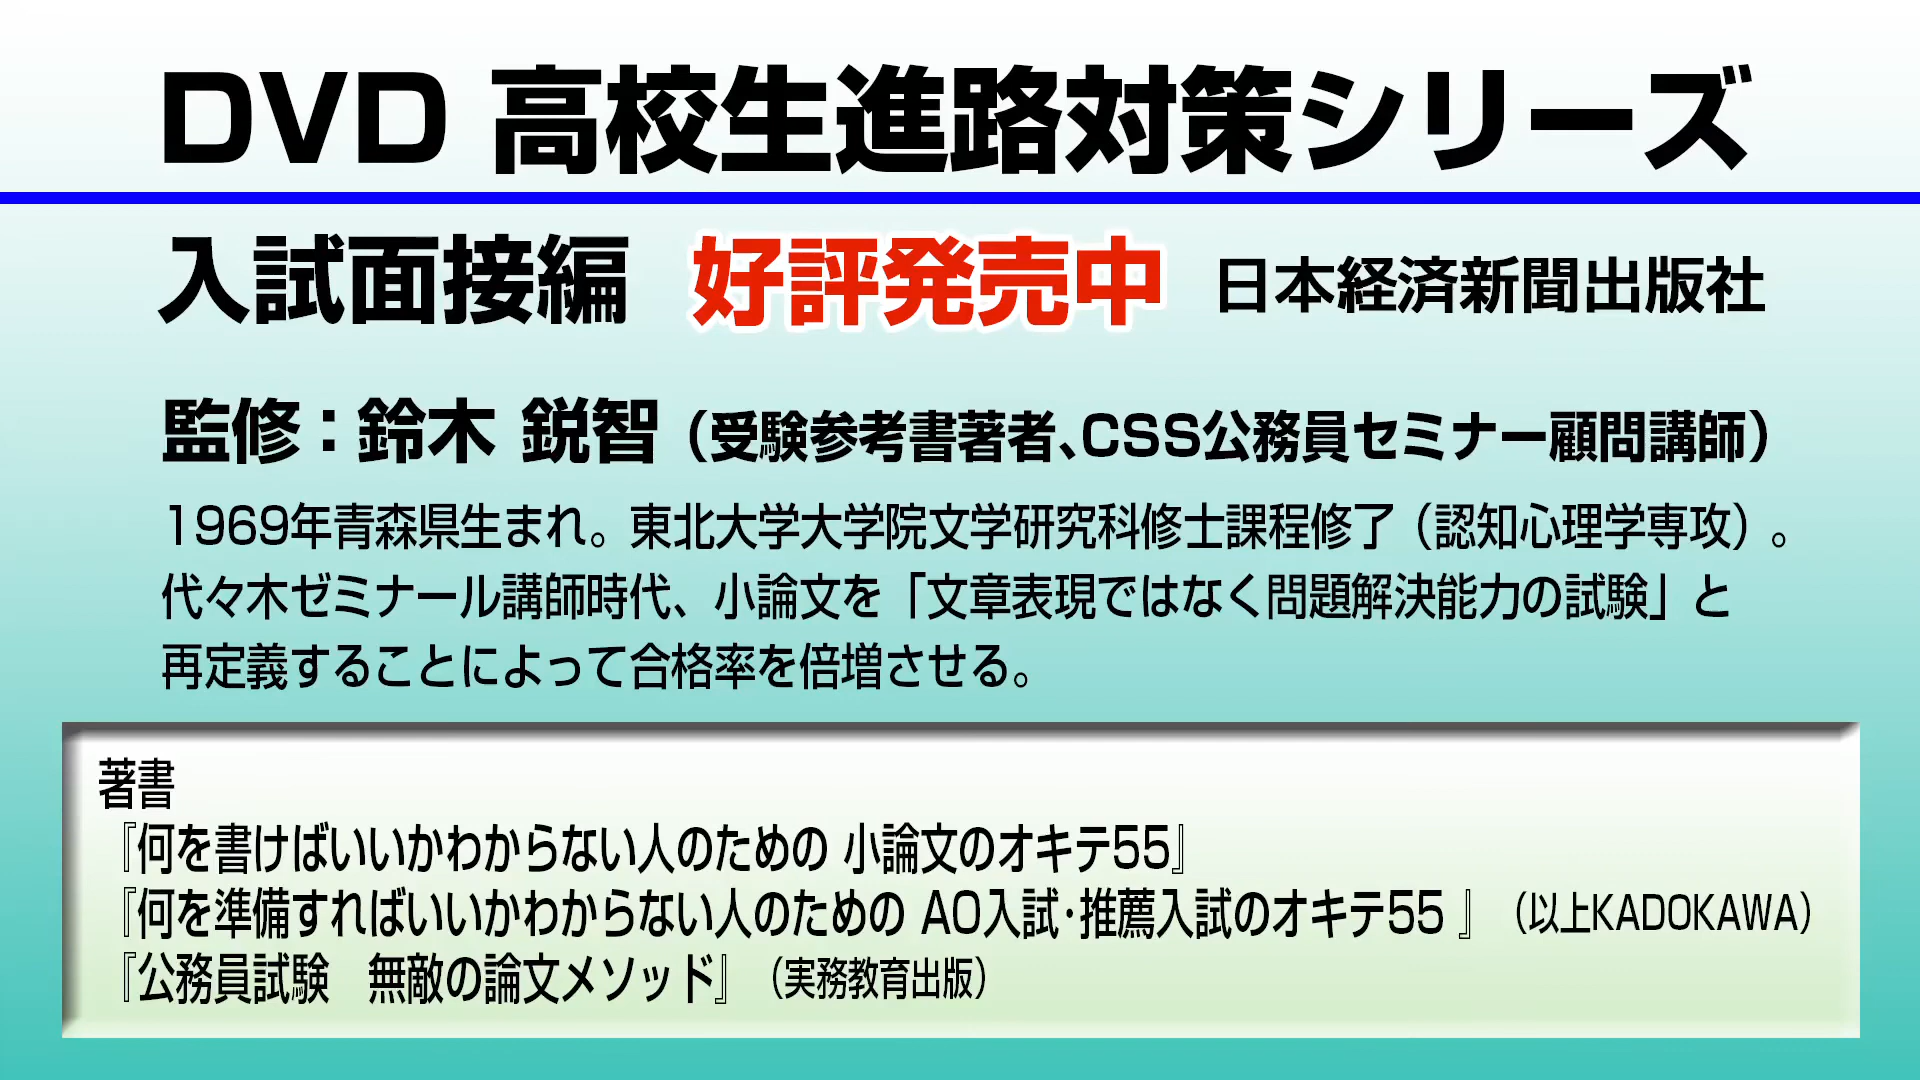 DVD 高校生進路対策シリーズ
入試面接編 好評発売中 日本経済新聞出版社
監修：鈴木 鋭智（受験参考書著者、CSS公務員セミナー顧問講師）
1969年青森県生まれ。東北大学大学院文学研究科修士課程修了（認知心理学専攻）。
代々木ゼミナール講師時代、小論文を「文章表現ではなく問題解決能力の試験」と
再定義することによって合格率を倍増させる。
著書
『何を書けばいいかわからない人のための 小論文のオキテ55』
『何を準備すればいいかわからない人のための AO入試・推薦入試のオキテ55 』（以上KADOKAWA）
『公務員試験　無敵の論文メソッド』（実務教育出版）